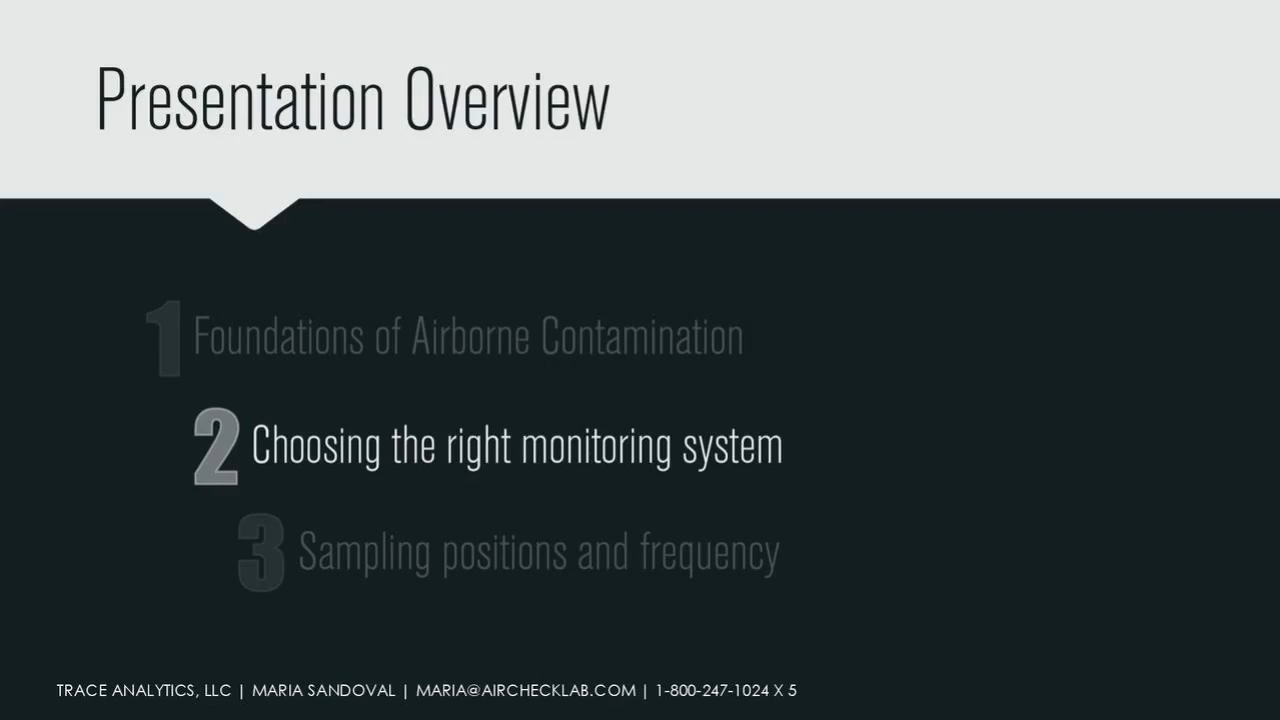 Presentation Overview
1 Foundations of Airborne Contamination
2 Choosing the right monitoring system
3 Sampling positions and frequency
TRACE ANALYTICS, LLC | MARIA SANDOVAL | MARIA@AIRCHECKLAB.COM | 1-800-247-1024 X 5